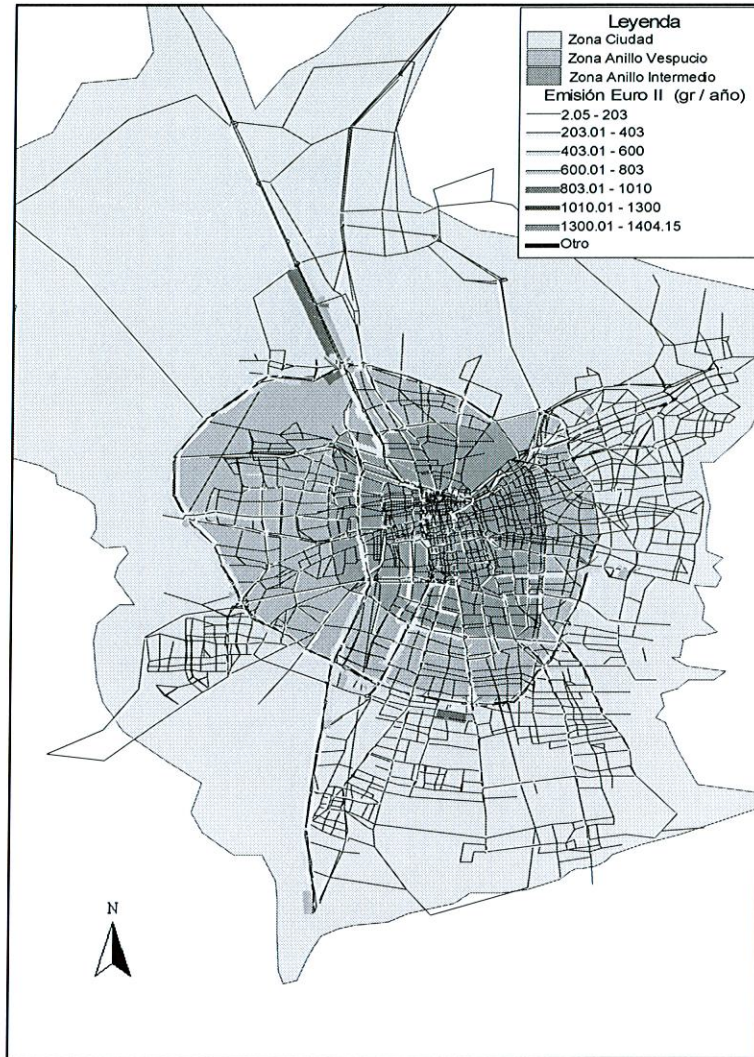 Leyenda
Zona Ciudad
Zona Anillo Vespucio
Zona Anillo Intermedo
Emisión Euro II (gr / año)
2.05 - 203
203.01 - 403
403.01 - 600
600.01 - 803
803.01 - 1010
1010.01 - 1300
1300.01 - 1404.15
Otro
N